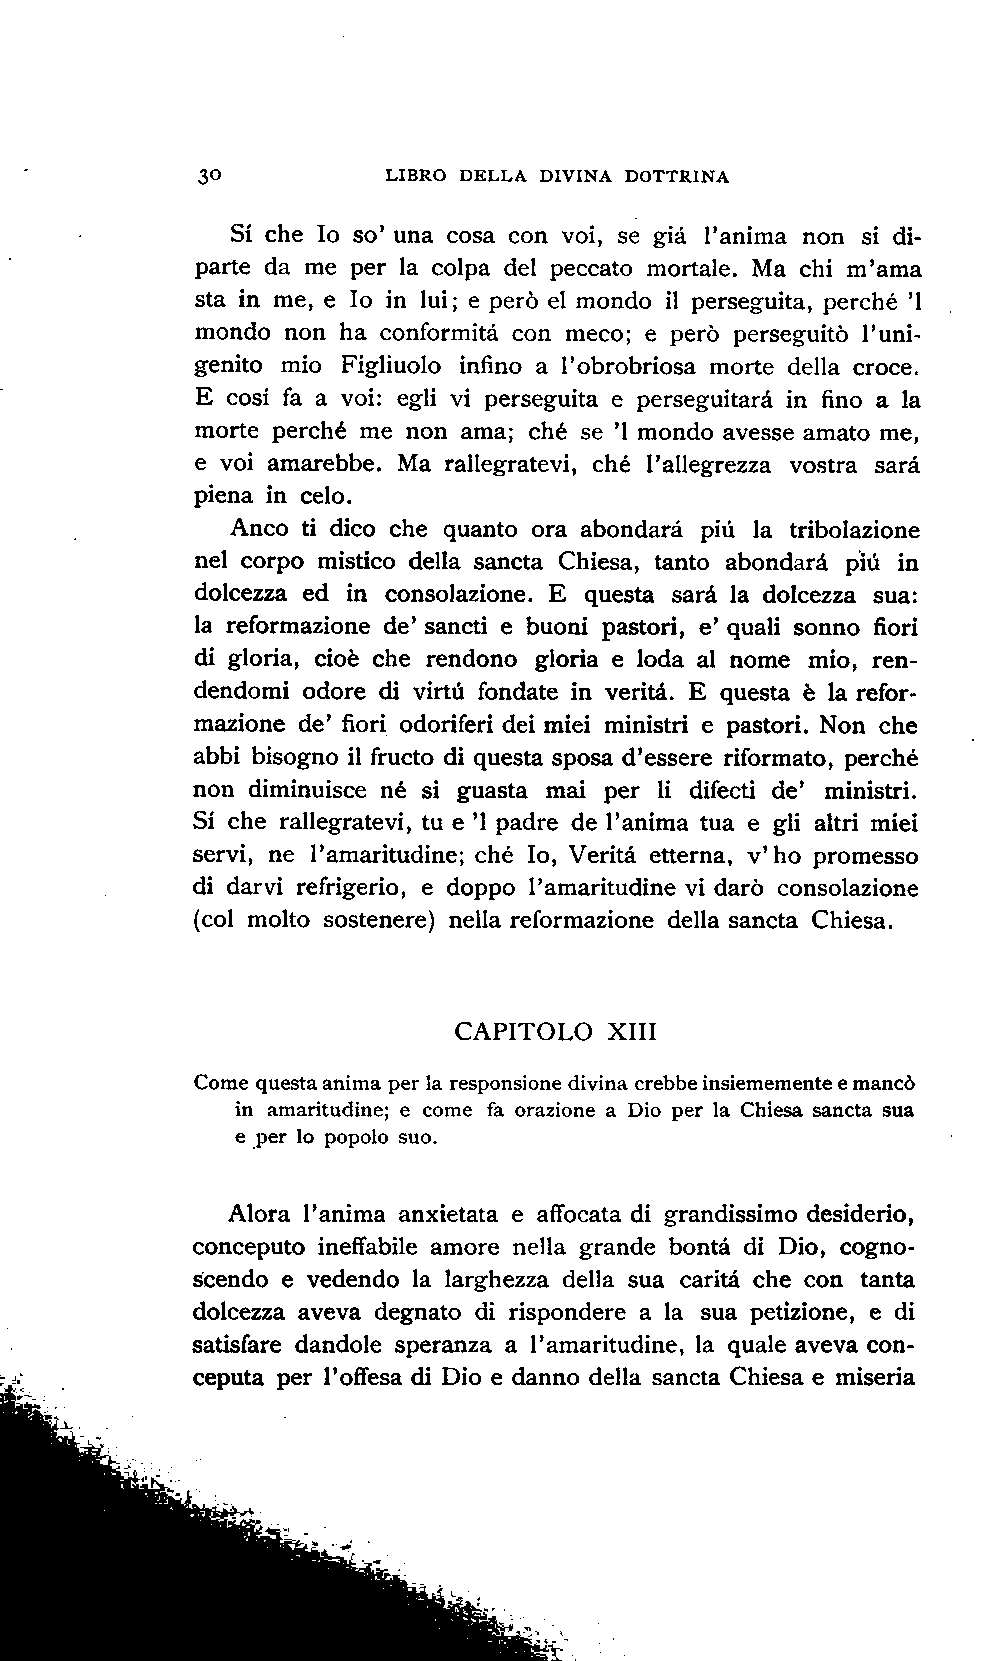 30 LIBRO DELLA DIVINA DOTTRINA
Sí che Io so' una cosa con voi, se giá l'anima non si di-
parte da me per la colpa del peccato mortale. Ma chi m'ama
sta in me, e Io in lui; e però el mondo il perseguita, perché 'l
mondo non ha conformitá con meco; e però perseguitò l'uni-
genito mio Figliuolo infino a l'obrobriosa morte della croce.
E cosí fa a voi: egli vi perseguita e perseguitará in fino a la
morte perché me non ama; ché se 'l mondo avesse amato me,
e voi amarebbe. Ma rallegratevi, ché l'allegrezza vostra sará
piena in celo.
Anco ti dico che quanto ora abondará piú la tribolazione
nel corpo mistico della sancta Chiesa, tanto abondará piú in
dolcezza ed in consolazione. E questa sará la dolcezza sua:
la reformazione de' sancti e buoni pastori, e' quali sonno fiori
di gloria, cioè che rendono gloria e loda al nome mio, ren-
dendomi odore di virtú fondate in veritá. E questa è la refor-
mazione de' fiori odoriferi dei miei ministri e pastori. Non che
abbi bisogno il fructo di questa sposa d'essere riformato, perché
non diminuisce né si guasta mai per li difecti de' ministri.
Sí che rallegratevi, tu e 'l padre de l'anima tua e gli altri miei
servi, ne l'amaritudine; ché Io, Veritá etterna, v'ho promesso
di darvi refrigerio, e doppo l'amaritudine vi darò consolazione
(col molto sostenere) nella reformazione della sancta Chiesa.
CAPITOLO XIII
Come questa anima per la responsione divina crebbe insiememente e mancò
in amaritudine; e come fa orazione a Dio per la Chiesa sancta sua
e per lo popolo suo.
Alora l'anima anxietata e affocata di grandissimo desiderio,
conceputo ineffabile amore nella grande bontá di Dio, cogno-
scendo e vedendo la larghezza della sua caritá che con tanta
dolcezza aveva degnato di rispondere a la sua petizione, e di
satisfare dandole speranza a l'amaritudine, la quale aveva con-
ceputa per l'offesa di Dio e danno della sancta Chiesa e miseria